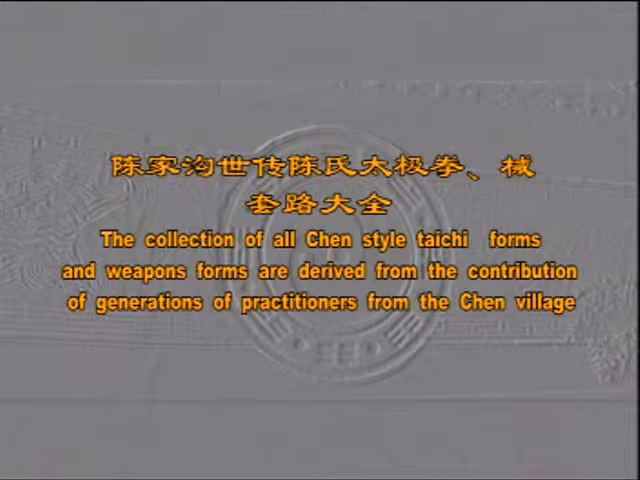 陈家沟世传陈氏太极拳、械
套路大全
The collection of all Chen style taichi forms
and weapons forms are derived from the contribution
of generations of practitioners from the Chen village